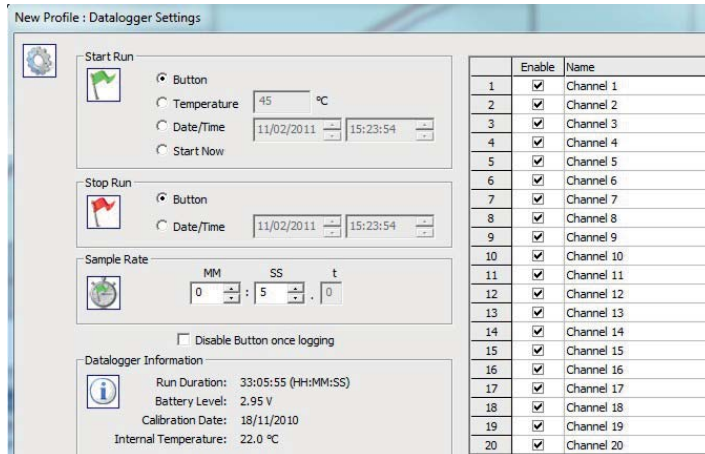 New Profile : Datalogger Settings
Start Run
Button
Temperature 45 ºC
Date/Time 11/02/2011 15:23:54
Start Now
Stop Run
Button
Date/Time 11/02/2011 15:23:54
Sample Rate
MM SS t
0 : 5 . 0
Disable Button once logging
Datalogger Information
Run Duration: 33:05:55 (HH:MM:SS)
Battery Level: 2.95 V
Calibration Date: 18/11/2010
Internal Temperature: 22.0 ºC
Enable Name
1 Channel 1
2 Channel 2
3 Channel 3
4 Channel 4
5 Channel 5
6 Channel 6
7 Channel 7
8 Channel 8
9 Channel 9
10 Channel 10
11 Channel 11
12 Channel 12
13 Channel 13
14 Channel 14
15 Channel 15
16 Channel 16
17 Channel 17
18 Channel 18
19 Channel 19
20 Channel 20